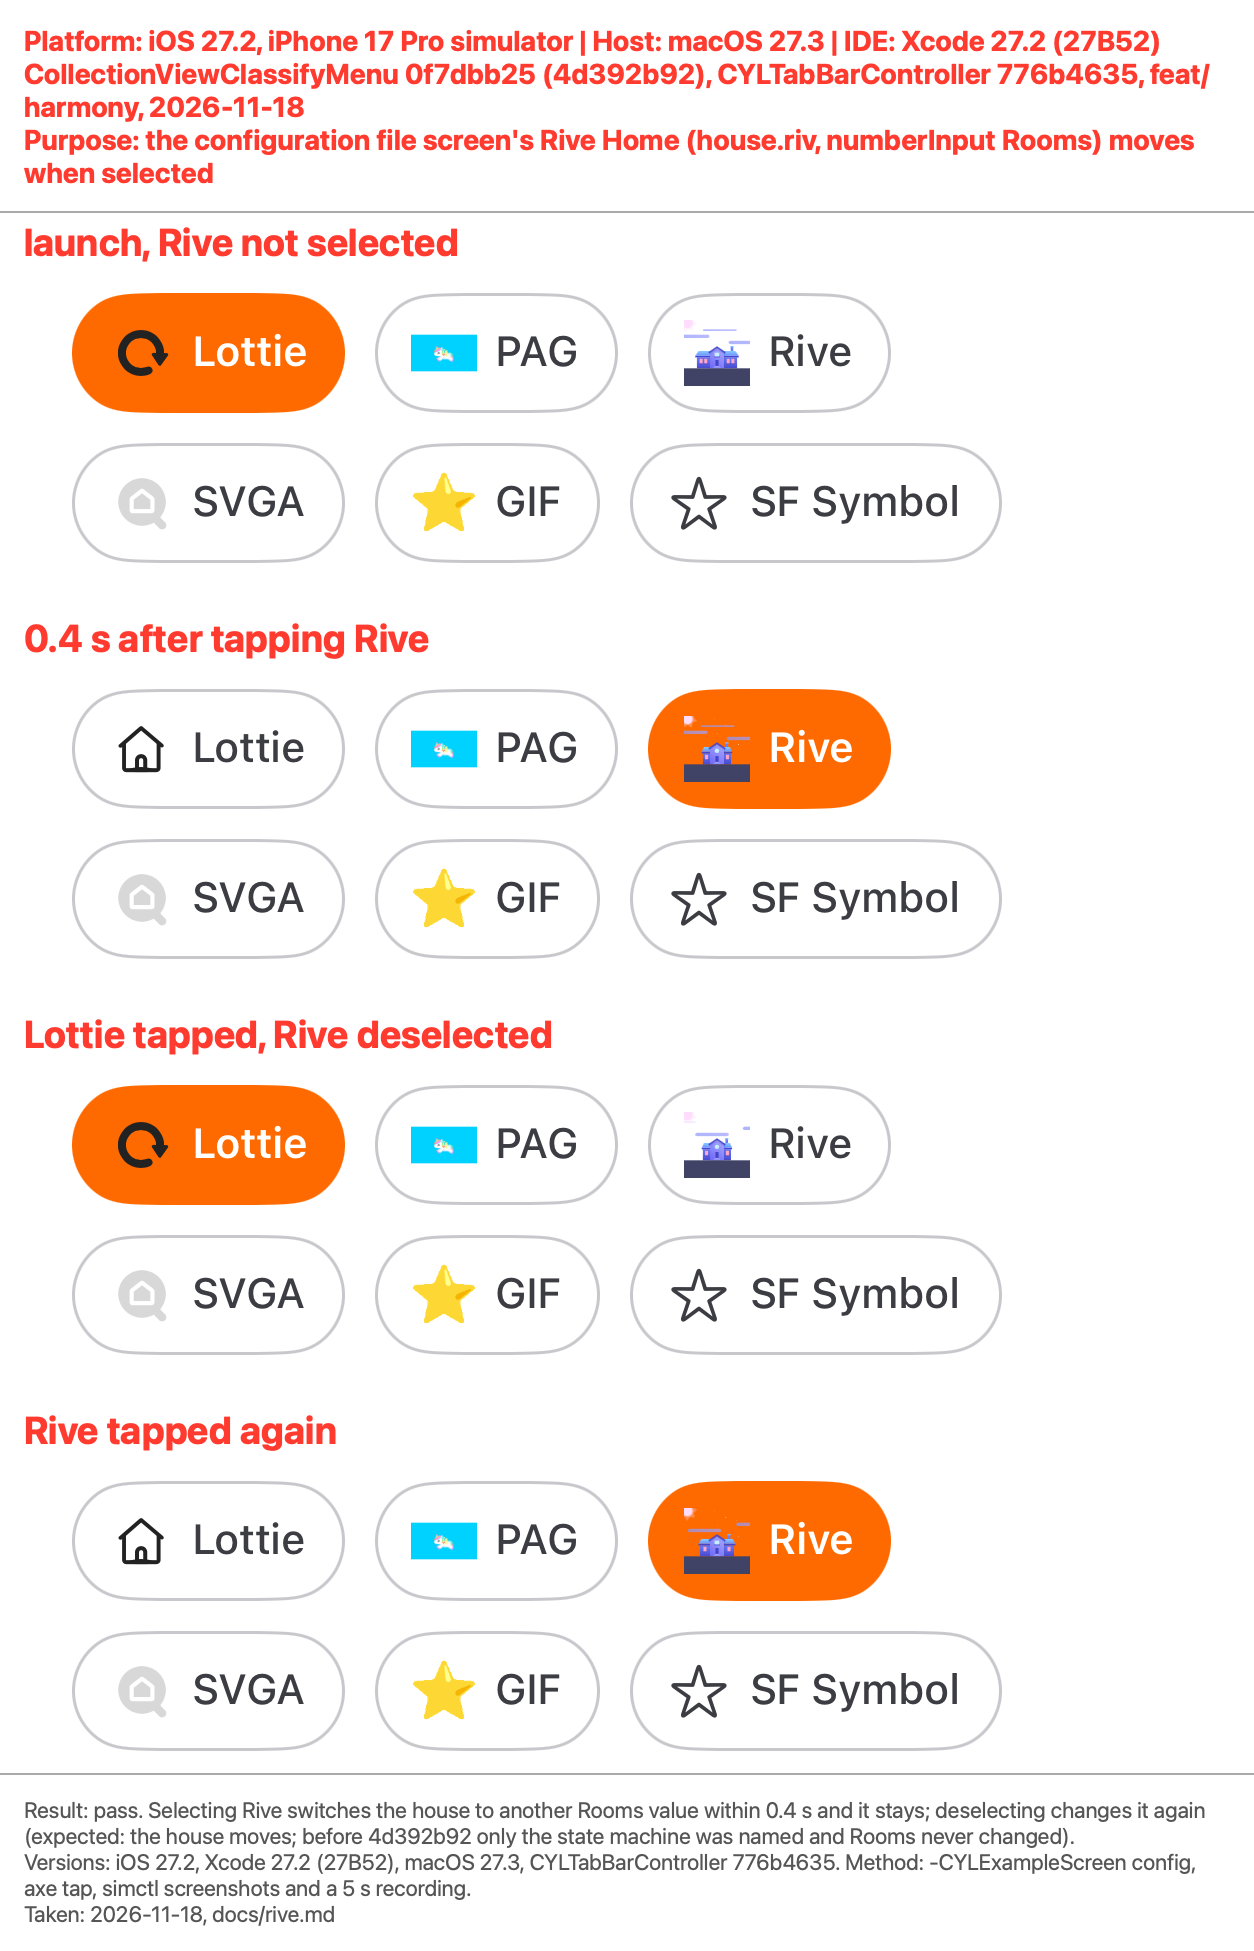 Platform: iOS 27.2, iPhone 17 Pro simulator | Host: macOS 27.3 | IDE: Xcode 27.2 (27B52)
CollectionViewClassifyMenu 0f7dbb25 (4d392b92), CYLTabBarController 776b4635, feat/
harmony, 2026-11-18
Purpose: the configuration file screen's Rive Home (house.riv, numberInput Rooms) moves
when selected
launch, Rive not selected
Lottie PAG Rive
SVGA GIF SF Symbol
0.4 s after tapping Rive
Lottie PAG Rive
SVGA GIF SF Symbol
Lottie tapped, Rive deselected
Lottie PAG Rive
SVGA GIF SF Symbol
Rive tapped again
Lottie PAG Rive
SVGA GIF SF Symbol
Result: pass. Selecting Rive switches the house to another Rooms value within 0.4 s and it stays; deselecting changes it again
(expected: the house moves; before 4d392b92 only the state machine was named and Rooms never changed).
Versions: iOS 27.2, Xcode 27.2 (27B52), macOS 27.3, CYLTabBarController 776b4635. Method: -CYLExampleScreen config,
axe tap, simctl screenshots and a 5 s recording.
Taken: 2026-11-18, docs/rive.md